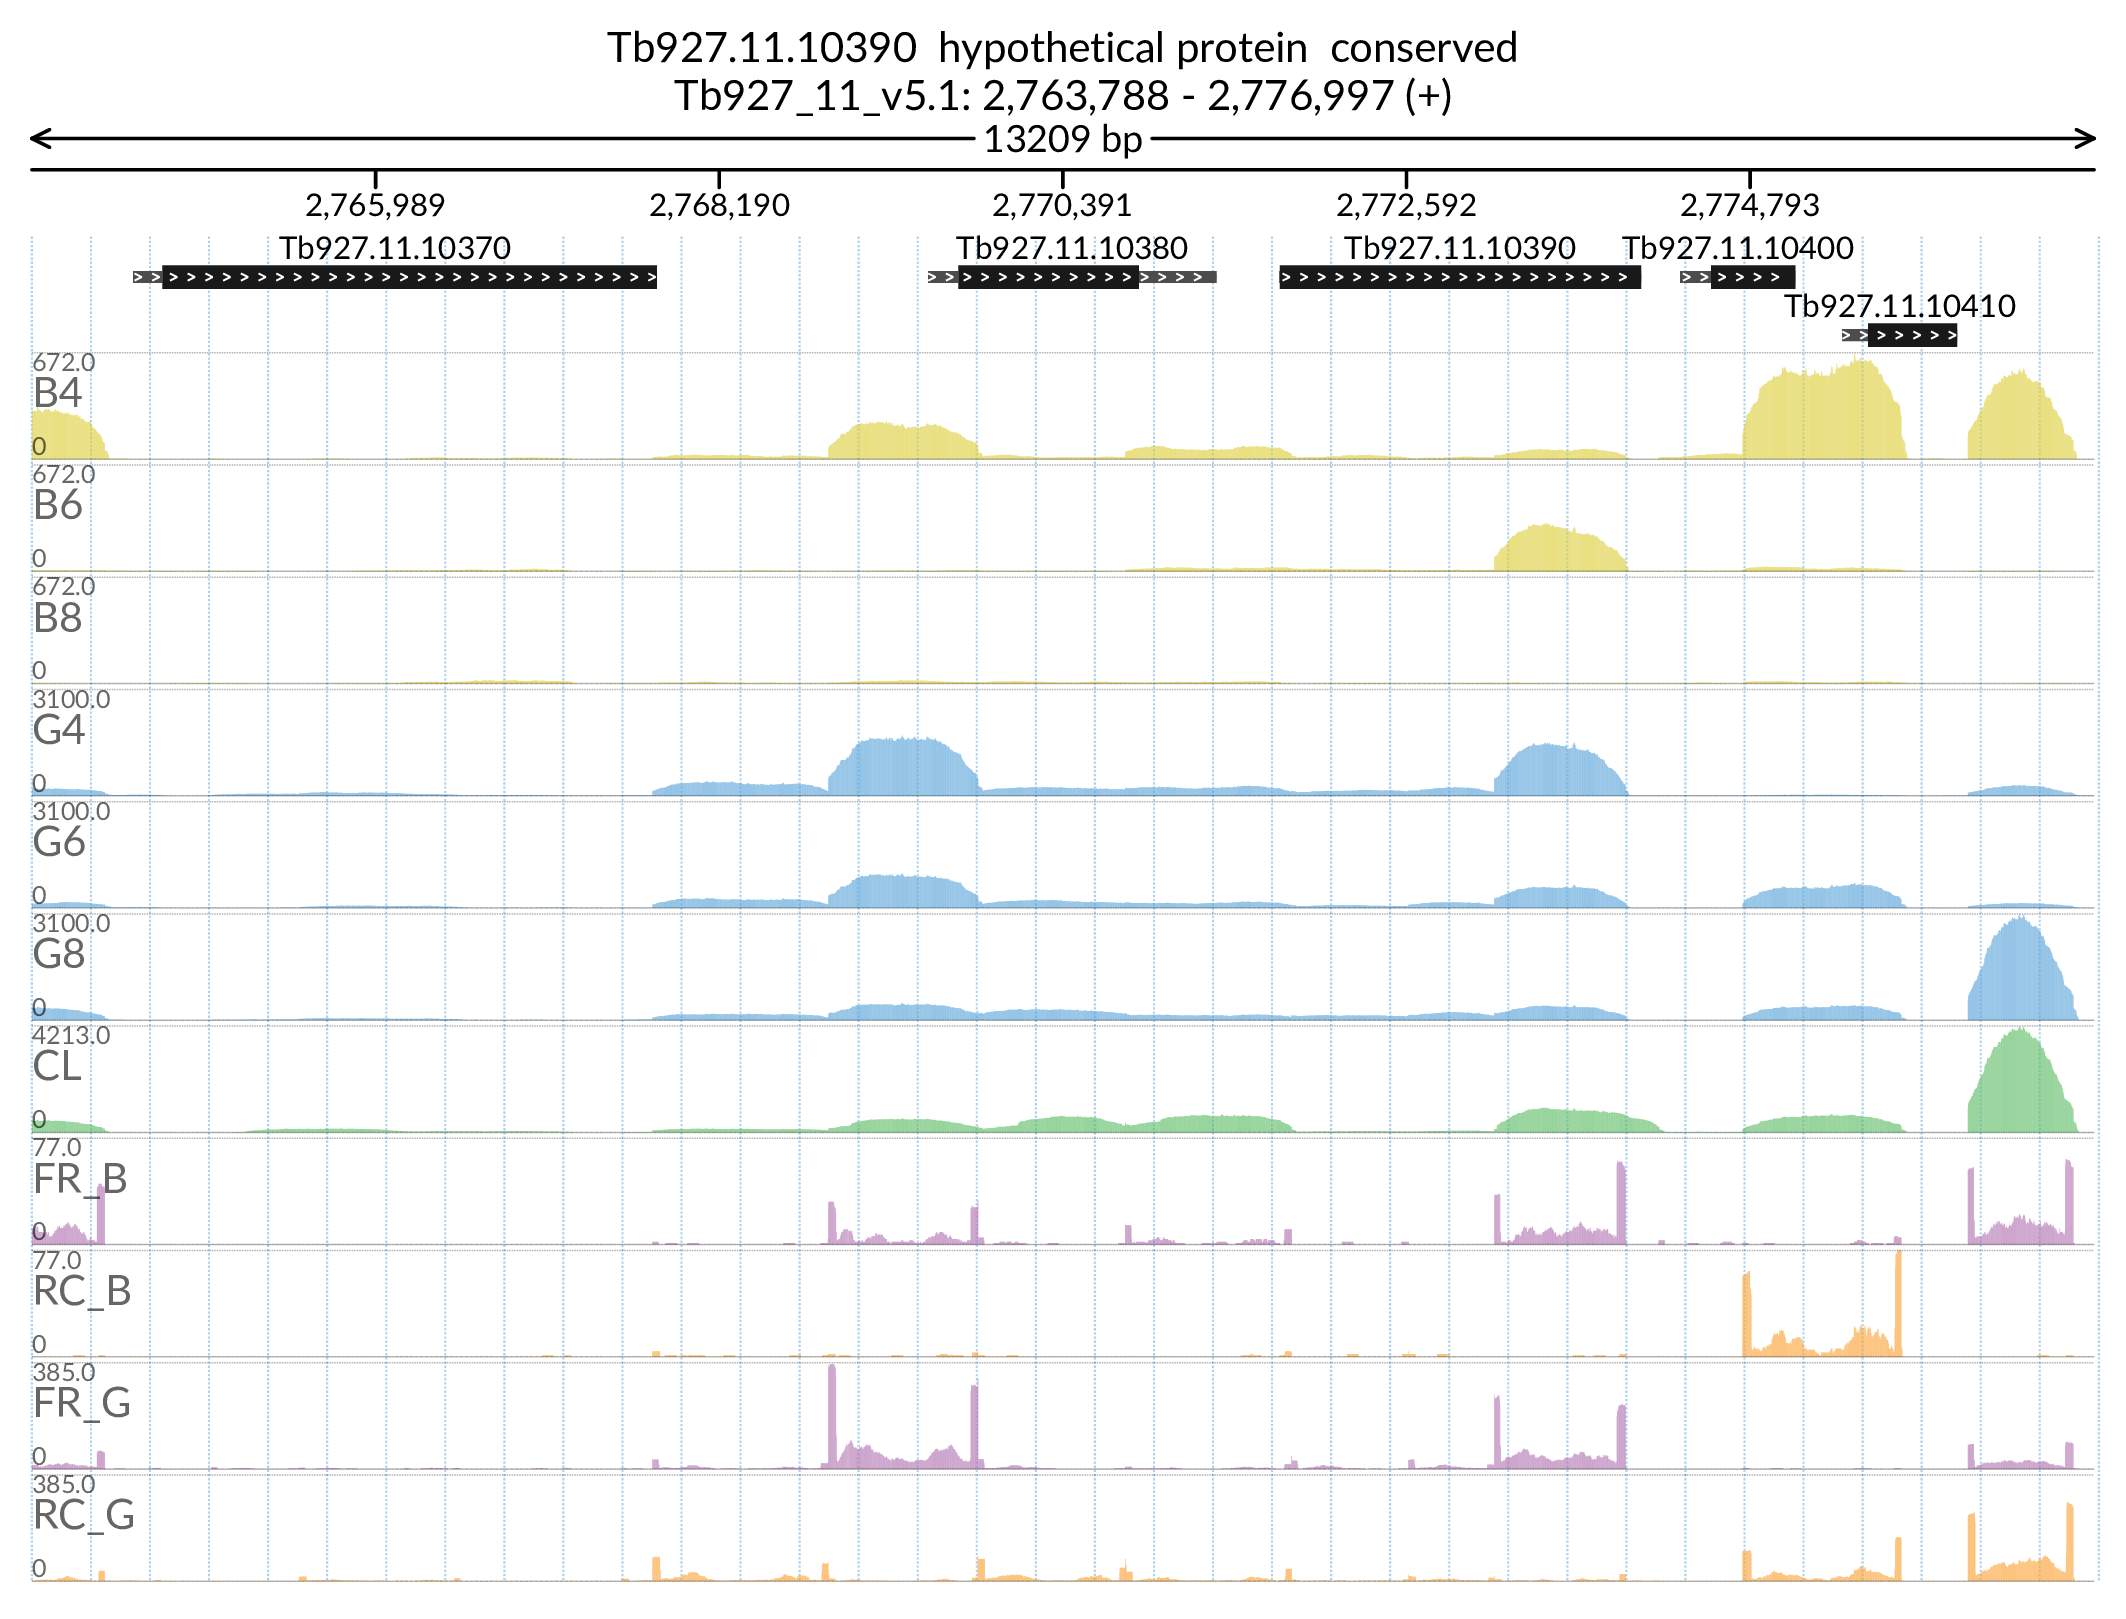 Tb927.11.10390 hypothetical protein conserved
Tb927_11_v5.1: 2,763,788 - 2,776,997 (+)
13209 bp
2,765,989 2,768,190 2,770,391 2,772,592 2,774,793
Tb927.11.10370 Tb927.11.10380 Tb927.11.10390 Tb927.11.10400
Tb927.11.10410
672.0
B4
0
672.0
B6
0
672.0
B8
0
3100.0
G4
0
3100.0
G6
0
3100.0
G8
0
4213.0
CL
0
77.0
FR_B
0
77.0
RC_B
0
385.0
FR_G
0
385.0
RC_G
0